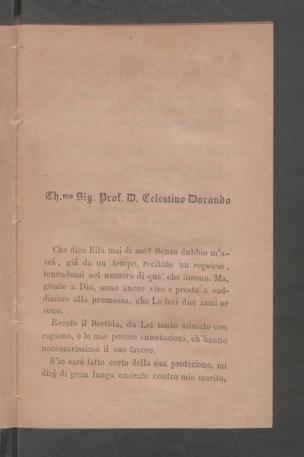 Ch.mo Sig. Prof. D. Celestino Durando
Che dice Ella mai di me? Senza dubbio m'a-
vrà, già da un tempo, recitato un requiem,
tenendomi nel numero di que' che furono. Ma,
grazie a Dio, sono ancor vivo e presto a sod-
disfare alla promessa, che Le feci due anni or
sono.
Eccole il Bertola, da Lei tanto stimato con
ragione, e le mie povere annotazioni, ch'hanno
necessarissimo il suo favore.
S'io sarò fatto certo della sua protezione, mi
dirò di gran lunga onorato contro mio merito,